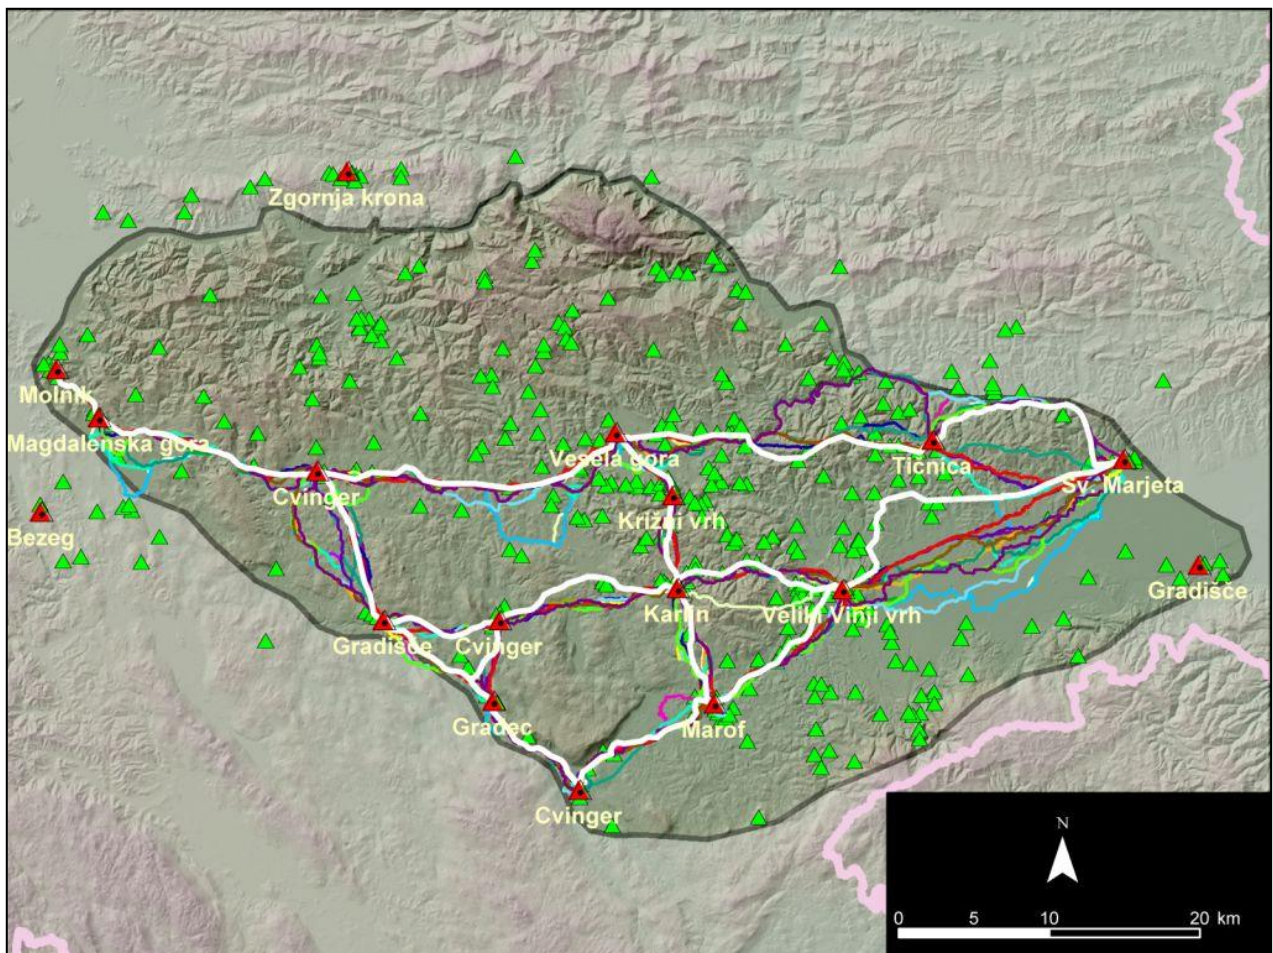 Zgornja krona
Molnik
Magdalenska gora
Vesela gora
Tičnica
Cvinger
Sv. Marjeta
Bezeg
Križni vrh
Gradišče
Karlin
Veliki Vinji vrh
Gradišče
Cvinger
Gradec
Marof
Cvinger
N
0 5 10 20 km